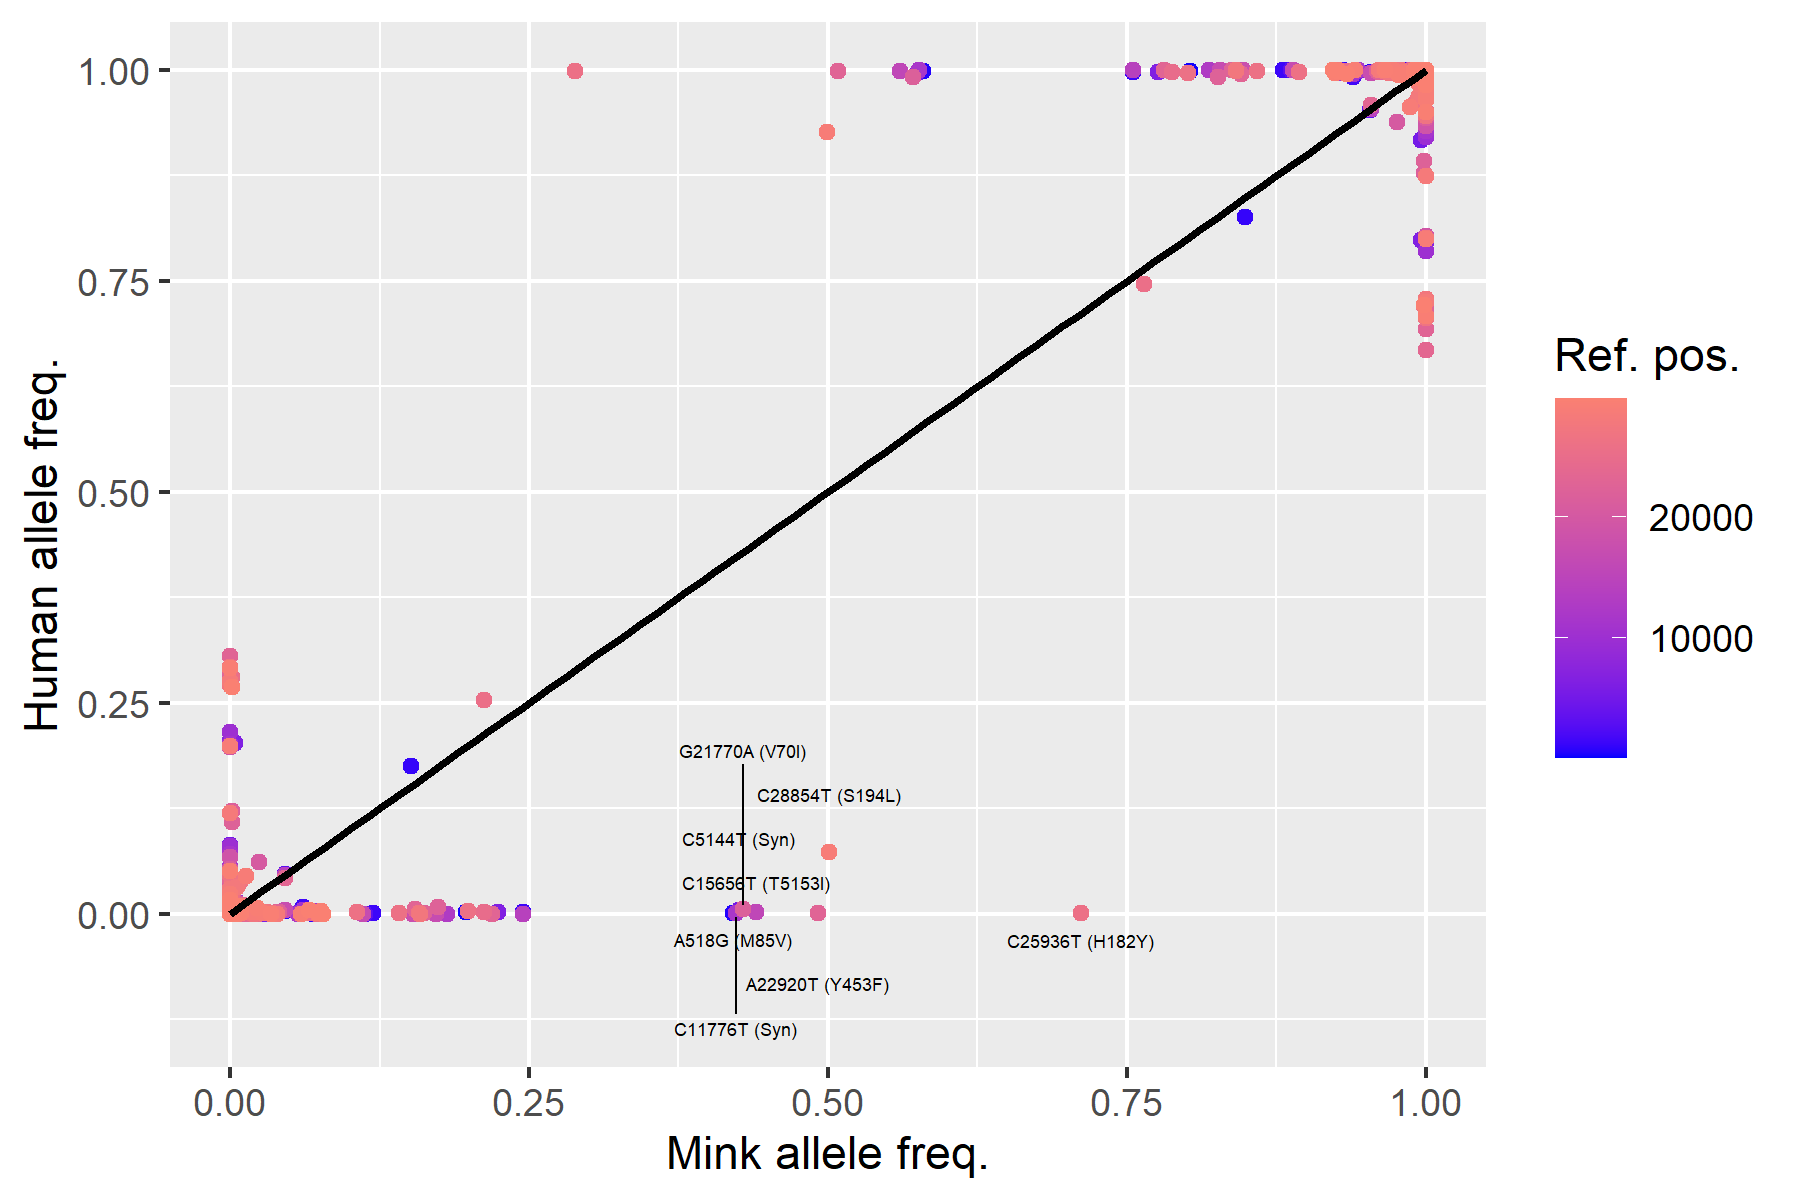 1.00
0.75
0.50
0.25
0.00
Human allele freq.
G21770A (V70I)
C28854T (S194L)
C5144T (Syn)
C15656T (T5153I)
A518G (M85V)
C25936T (H182Y)
A22920T (Y453F)
C11776T (Syn)
0.00 0.25 0.50 0.75 1.00
Mink allele freq.
Ref. pos.
20000
10000